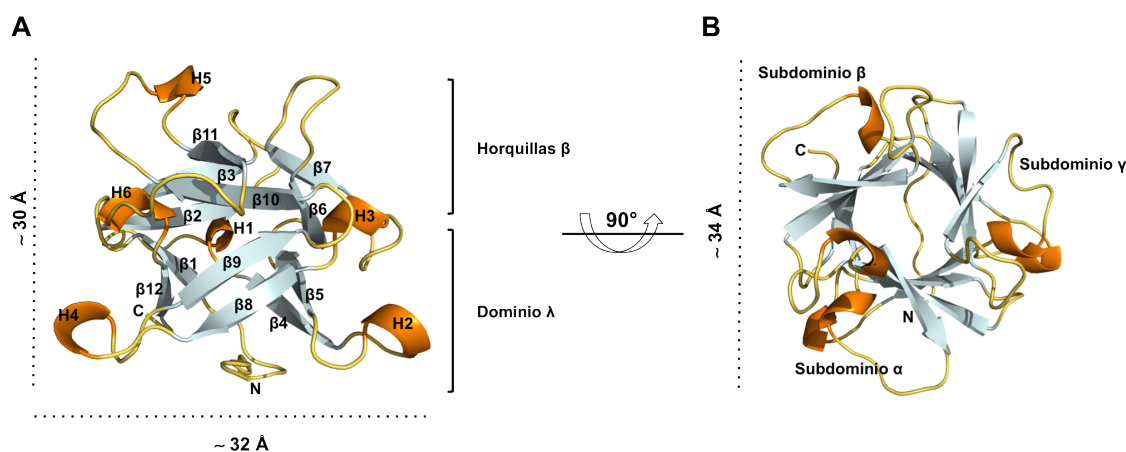 A
H5
β11
β3
β7
Horquillas β
H6
β10
β2
β6
H3
H1
~ 30 Å
β1
β9
β12
C
β5
β8
β4
H4
H2
Dominio λ
N
~ 32 Å
90°
B
Subdominio β
C
Subdominio γ
~ 34 Å
N
Subdominio α